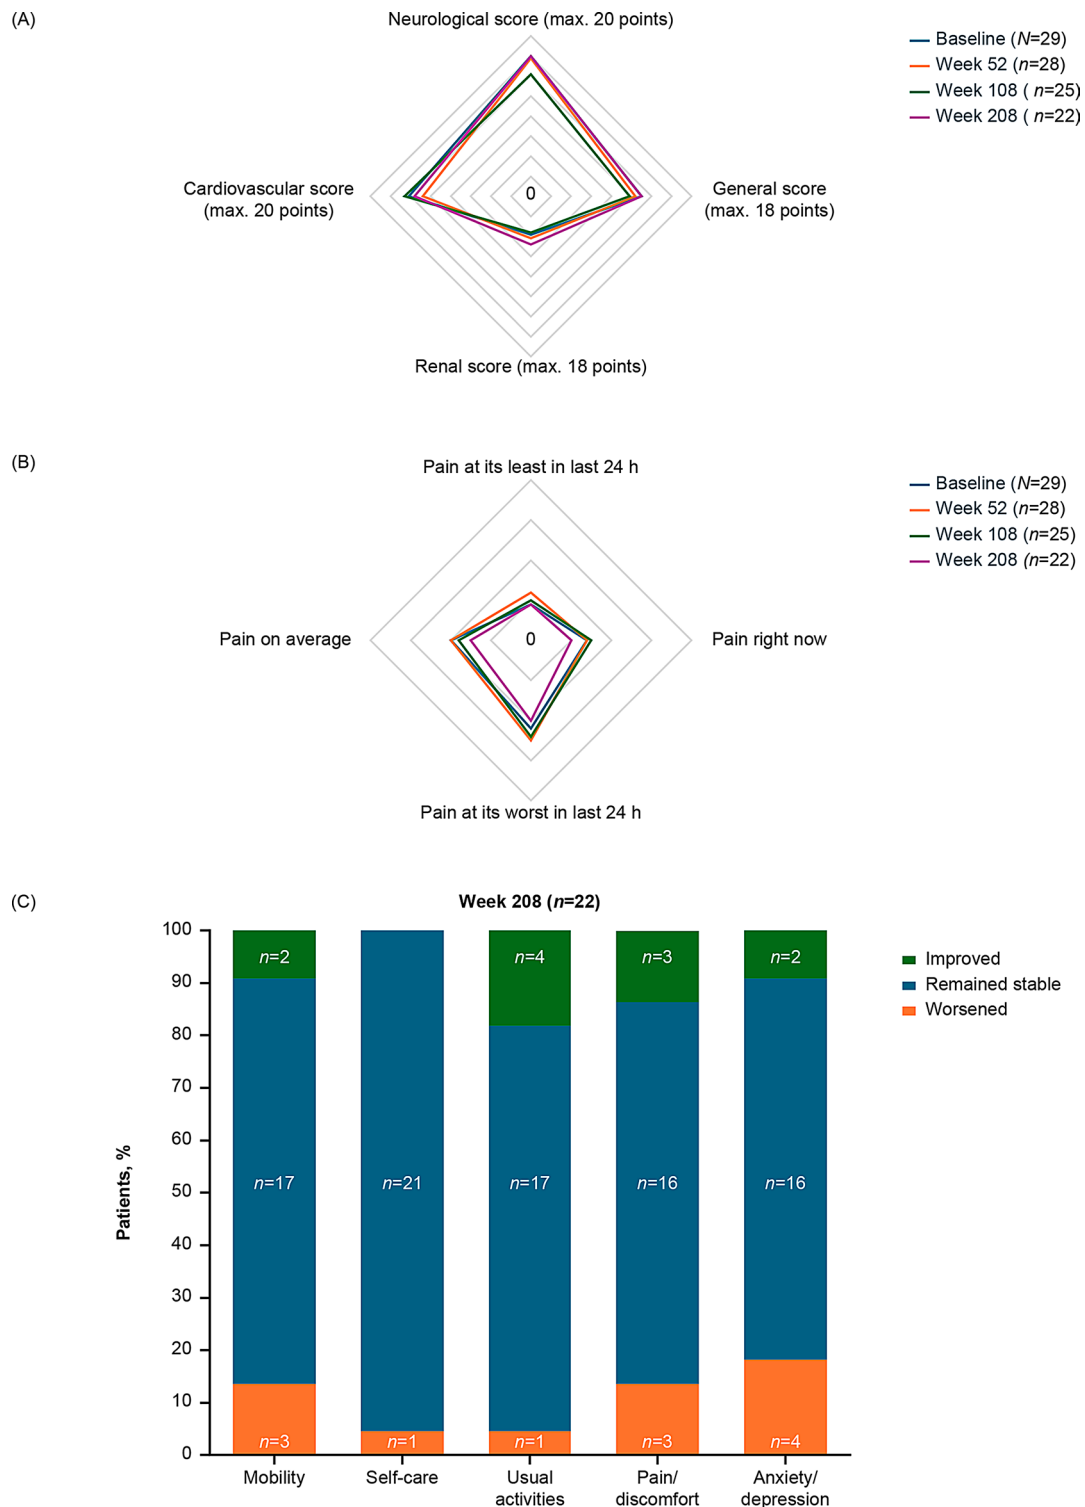 (A)
Neurological score (max. 20 points)
Baseline (N=29)
Week 52 (n=28)
Week 108 ( n=25)
Week 208 ( n=22)
Cardiovascular score
(max. 20 points)
0
General score
(max. 18 points)
Renal score (max. 18 points)
(B)
Pain at its least in last 24 h
Baseline (N=29)
Week 52 (n=28)
Week 108 (n=25)
Week 208 (n=22)
Pain on average
0
Pain right now
Pain at its worst in last 24 h
(C)
Week 208 (n=22)
Patients, %
100
90
80
70
60
50
40
30
20
10
0
n=2
n=4
n=3
n=2
n=17
n=21
n=17
n=16
n=16
n=3
n=1
n=1
n=3
n=4
Improved
Remained stable
Worsened
Mobility
Self-care
Usual
activities
Pain/
discomfort
Anxiety/
depression